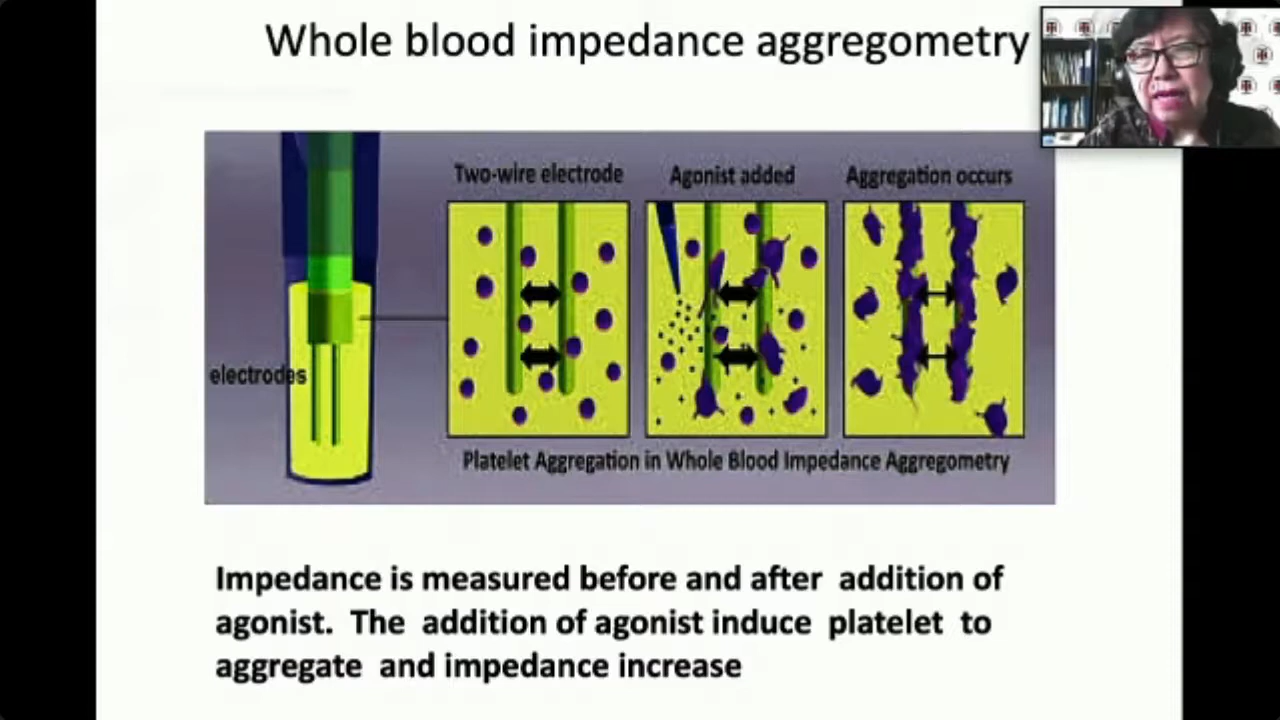 Whole blood impedance aggregometry
Two-wire electrode
Agonist added
Aggregation occurs
electrodes
Platelet Aggregation in Whole Blood Impedance Aggregometry
Impedance is measured before and after addition of
agonist. The addition of agonist induce platelet to
aggregate and impedance increase